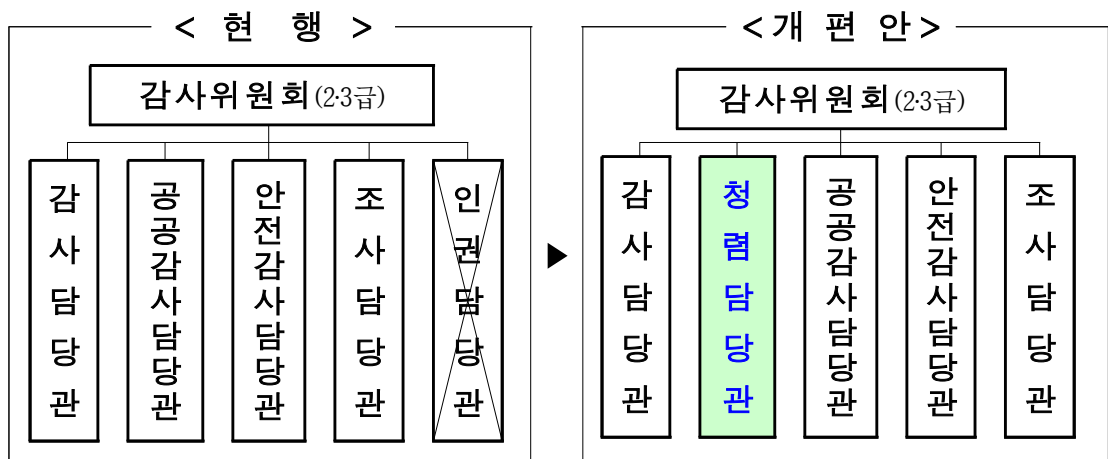 < 현 행 >
감사위원회(2·3급)
감사담당관
공공감사담당관
안전감사담당관
조사담당관
인권담당관
▶
<개 편 안>
감사위원회(2·3급)
감사담당관
청렴담당관
공공감사담당관
안전감사담당관
조사담당관